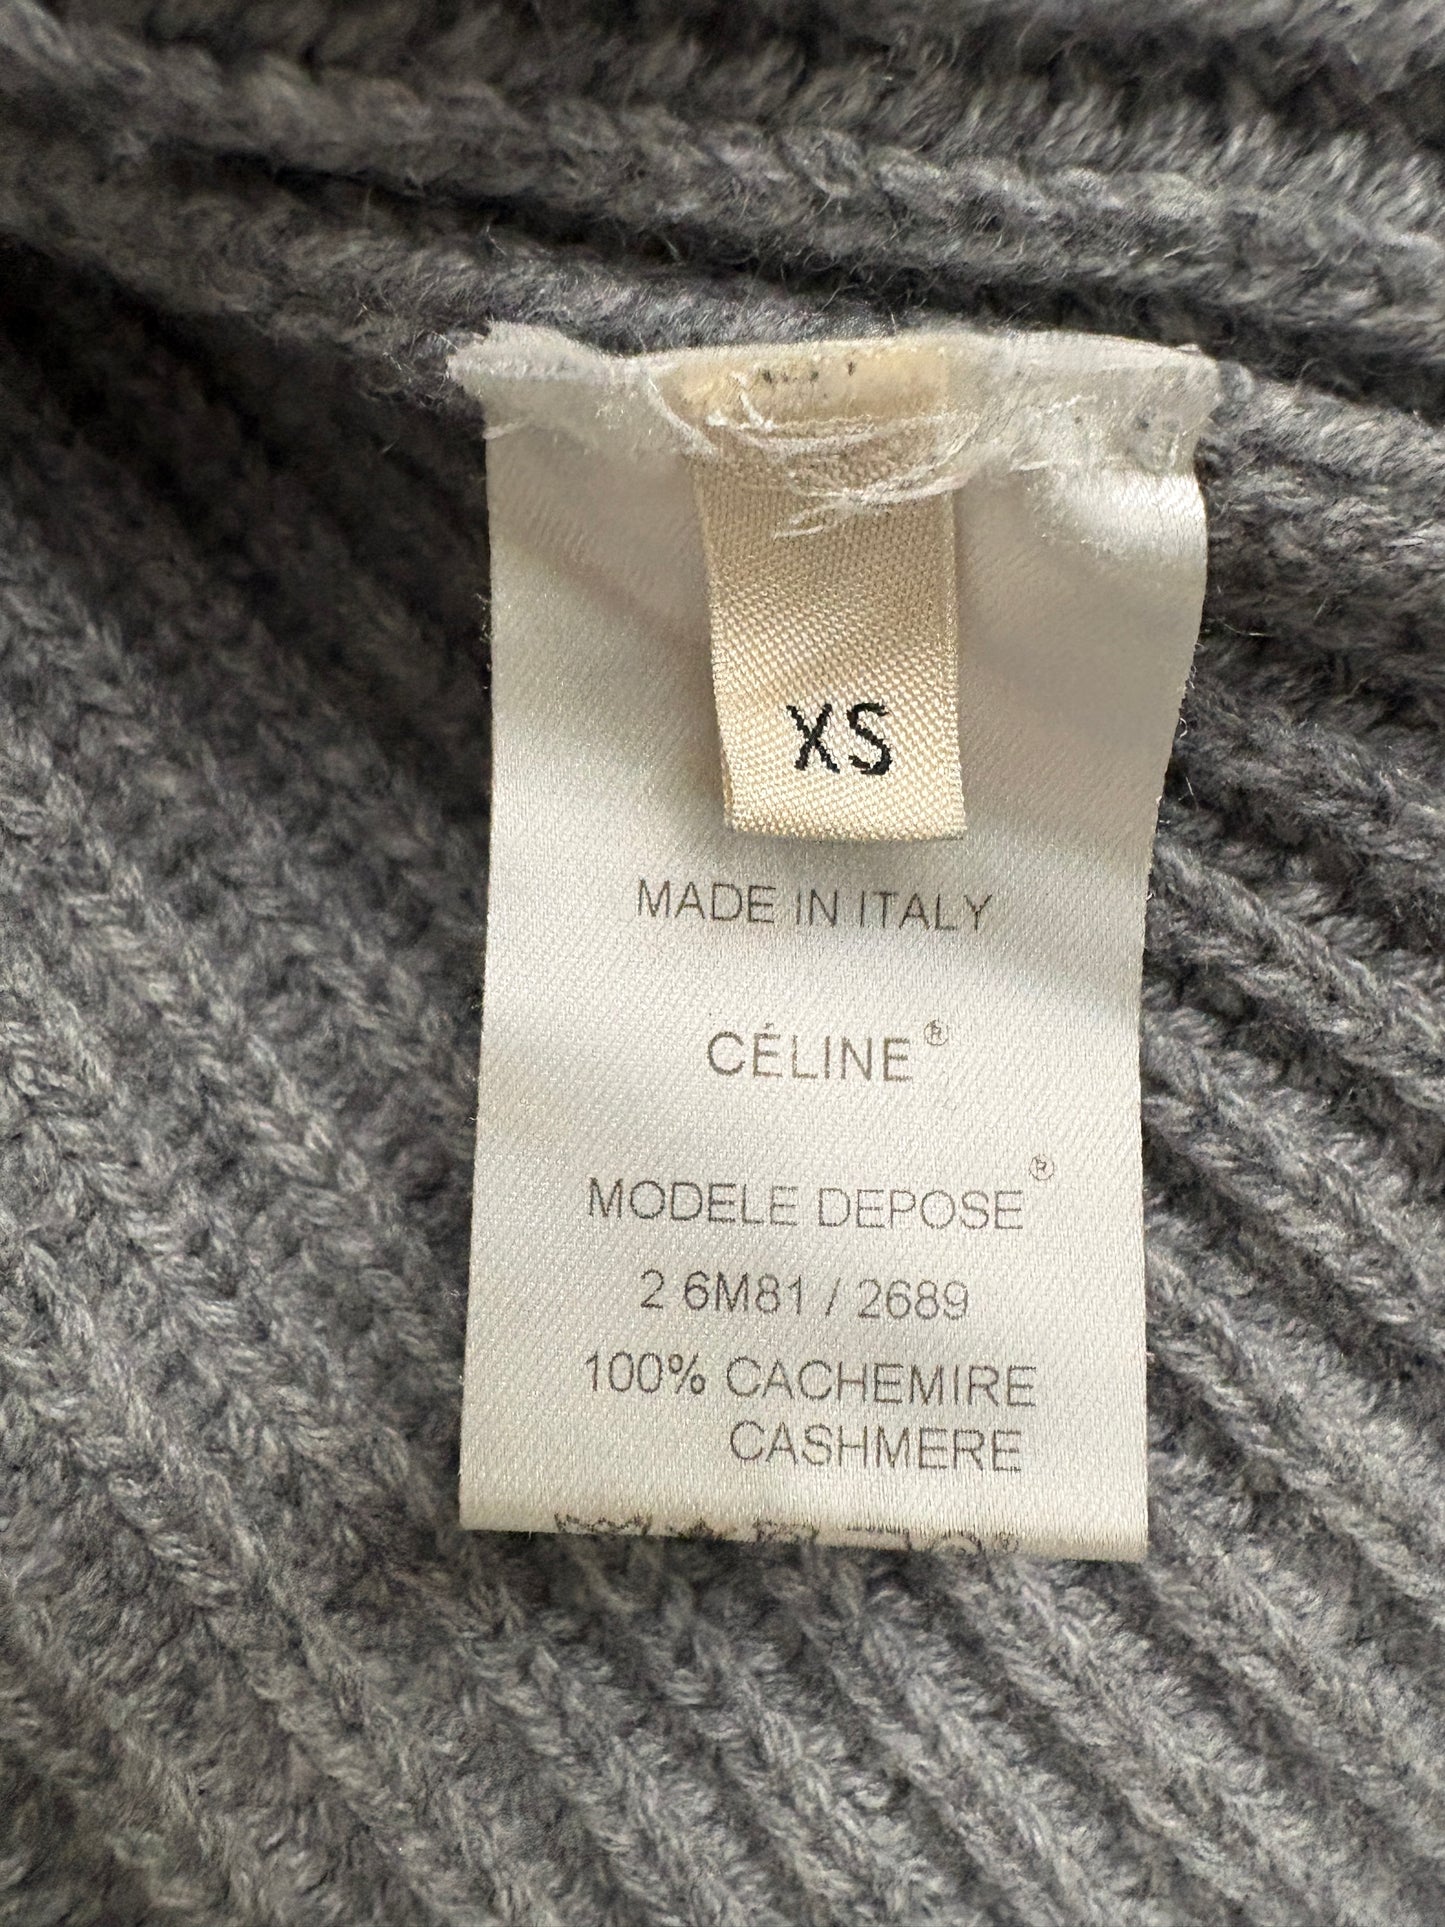 XS
MADE IN ITALY
CÉLINE®
MODELE DEPOSE®
2 6M81 / 2689
100% CACHEMIRE
CASHMERE